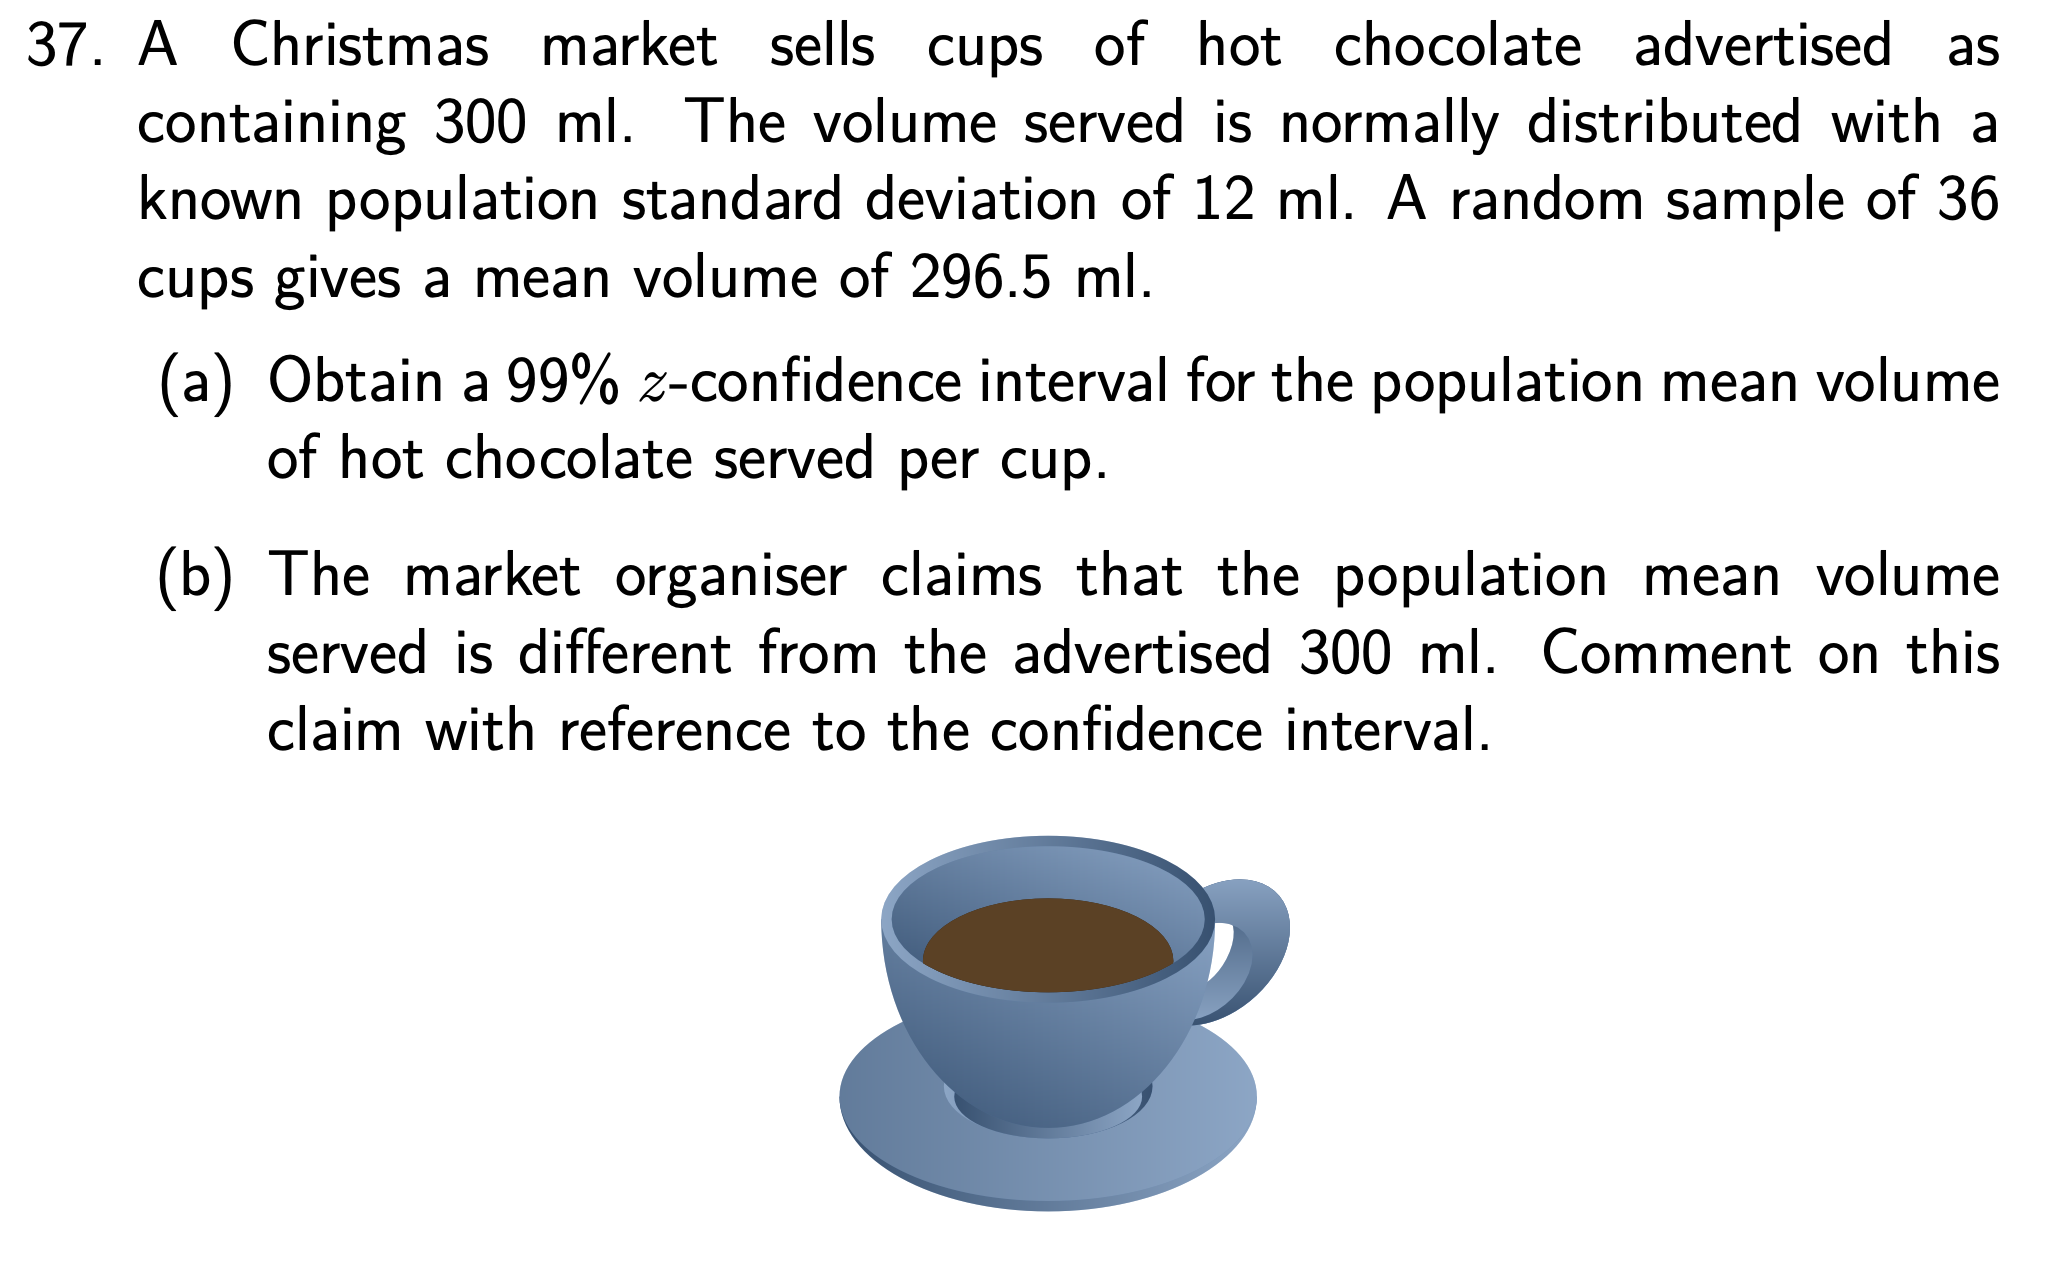 37. A Christmas market sells cups of hot chocolate advertised as
containing 300 ml. The volume served is normally distributed with a
known population standard deviation of 12 ml. A random sample of 36
cups gives a mean volume of 296.5 ml.
(a) Obtain a 99% z-confidence interval for the population mean volume
of hot chocolate served per cup.
(b) The market organiser claims that the population mean volume
served is different from the advertised 300 ml. Comment on this
claim with reference to the confidence interval.